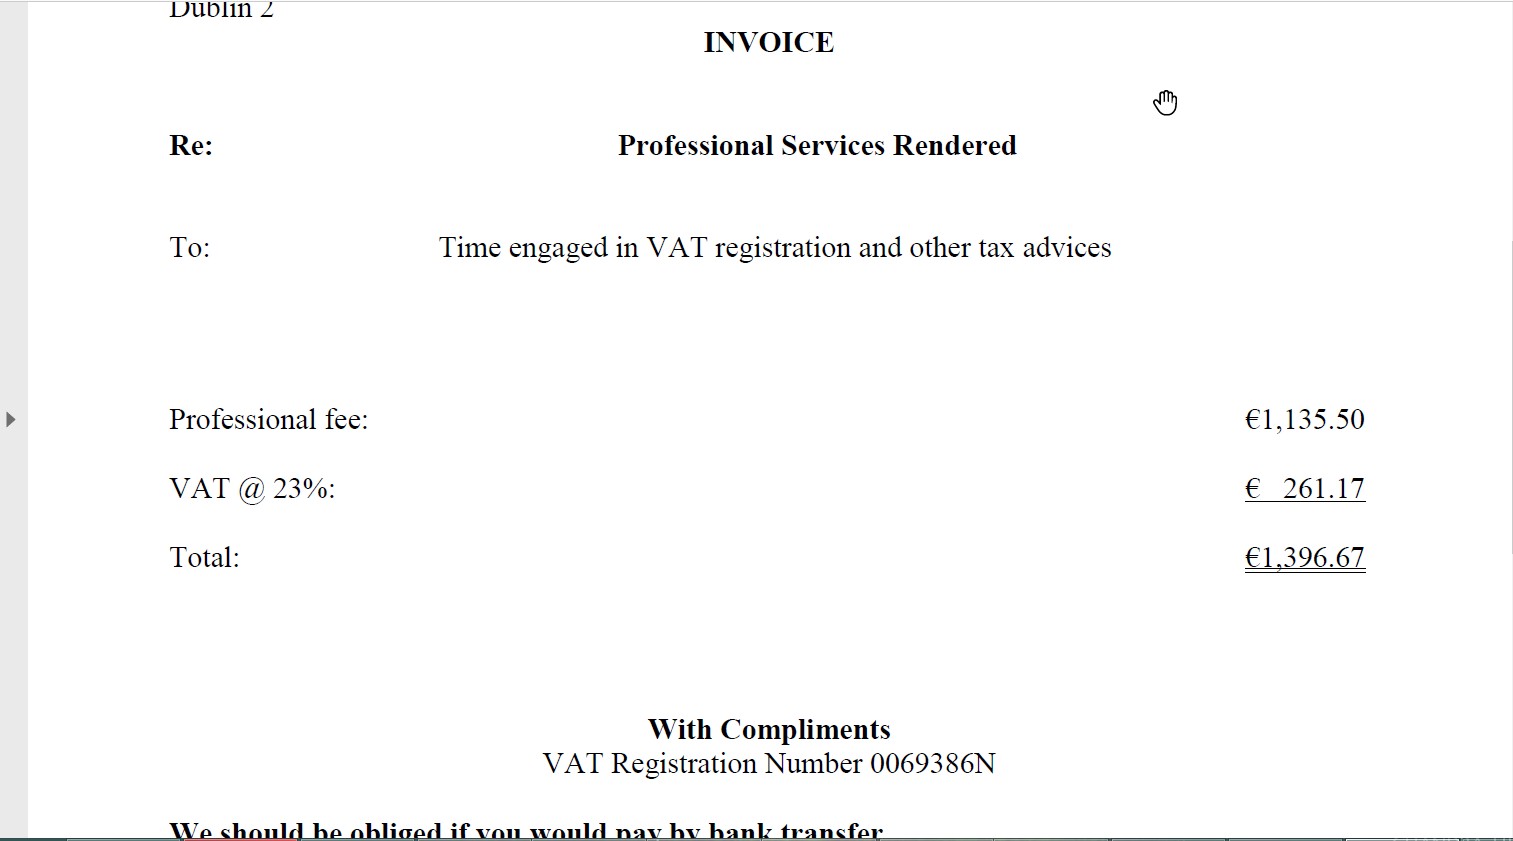 Dublin 2
INVOICE
Re: Professional Services Rendered
To: Time engaged in VAT registration and other tax advices
Professional fee: €1,135.50
VAT @ 23%: € 261.17
Total: €1,396.67
With Compliments
VAT Registration Number 0069386N
We should be obliged if you would pay by bank transfer